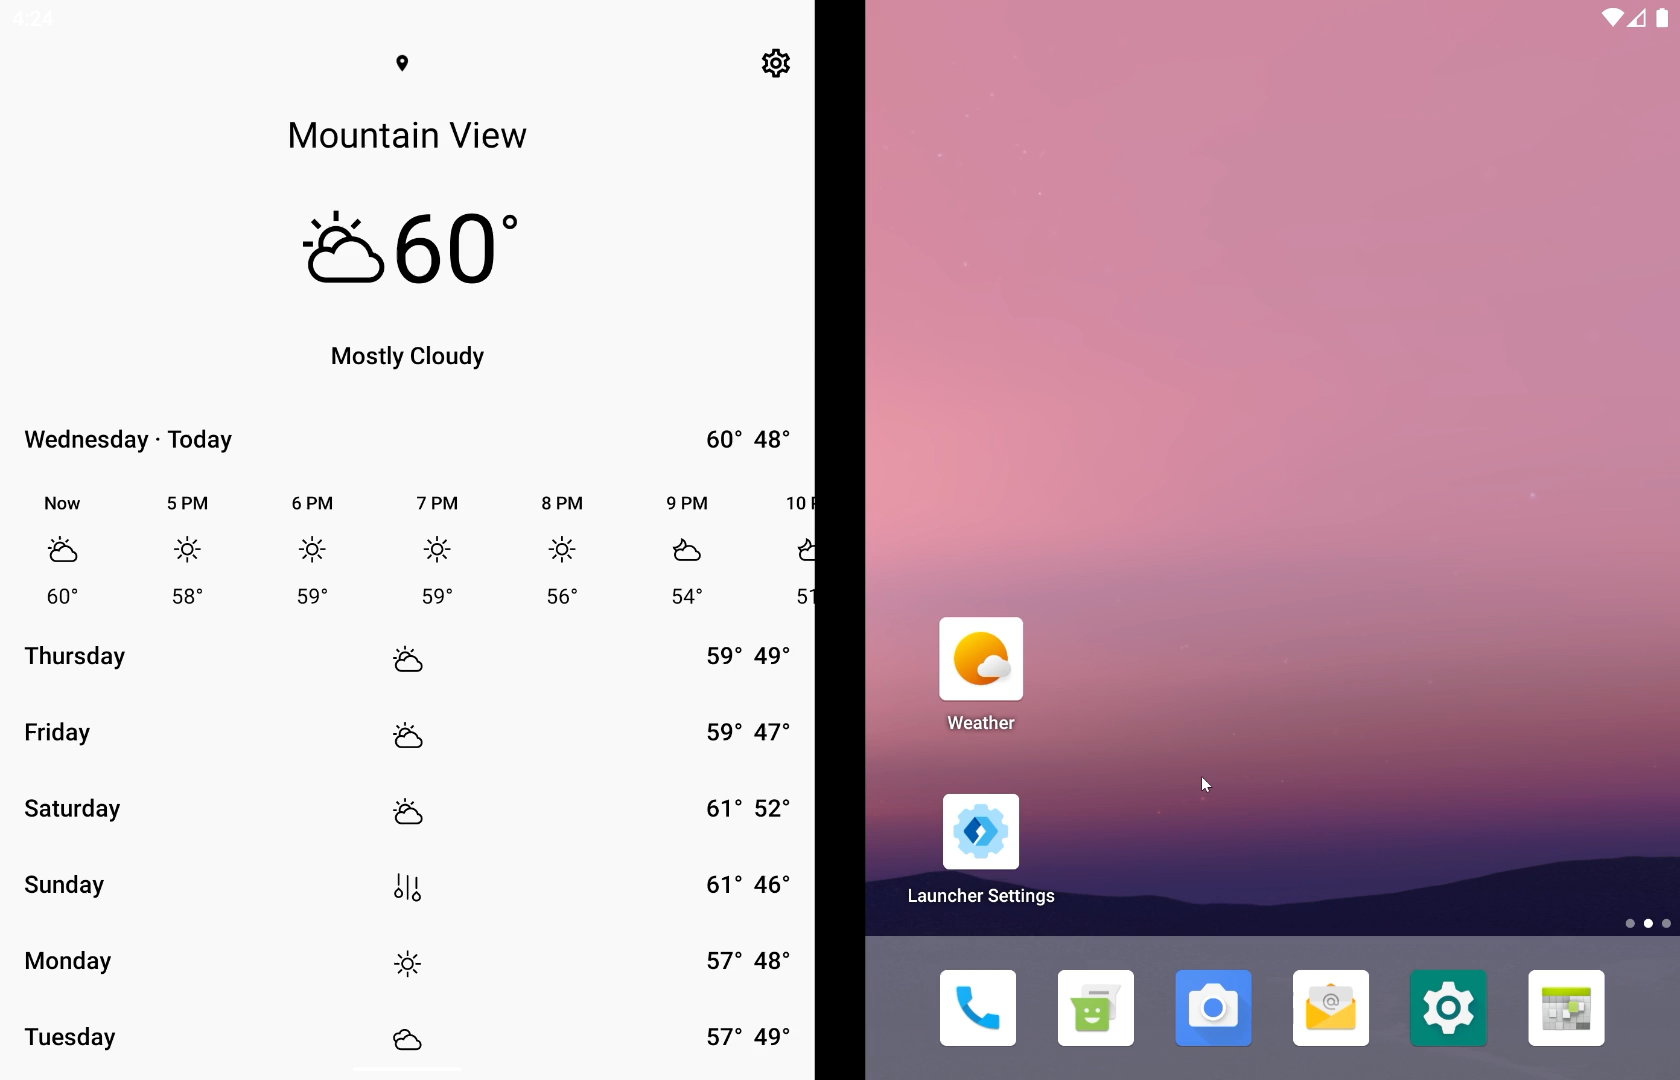 4:24
Mountain View
60°
Mostly Cloudy
Wednesday · Today 60° 48°
Now 5 PM 6 PM 7 PM 8 PM 9 PM 10
60° 58° 59° 59° 56° 54° 51
Thursday 59° 49°
Friday 59° 47°
Saturday 61° 52°
Sunday 61° 46°
Monday 57° 48°
Tuesday 57° 49°
Weather
Launcher Settings
@